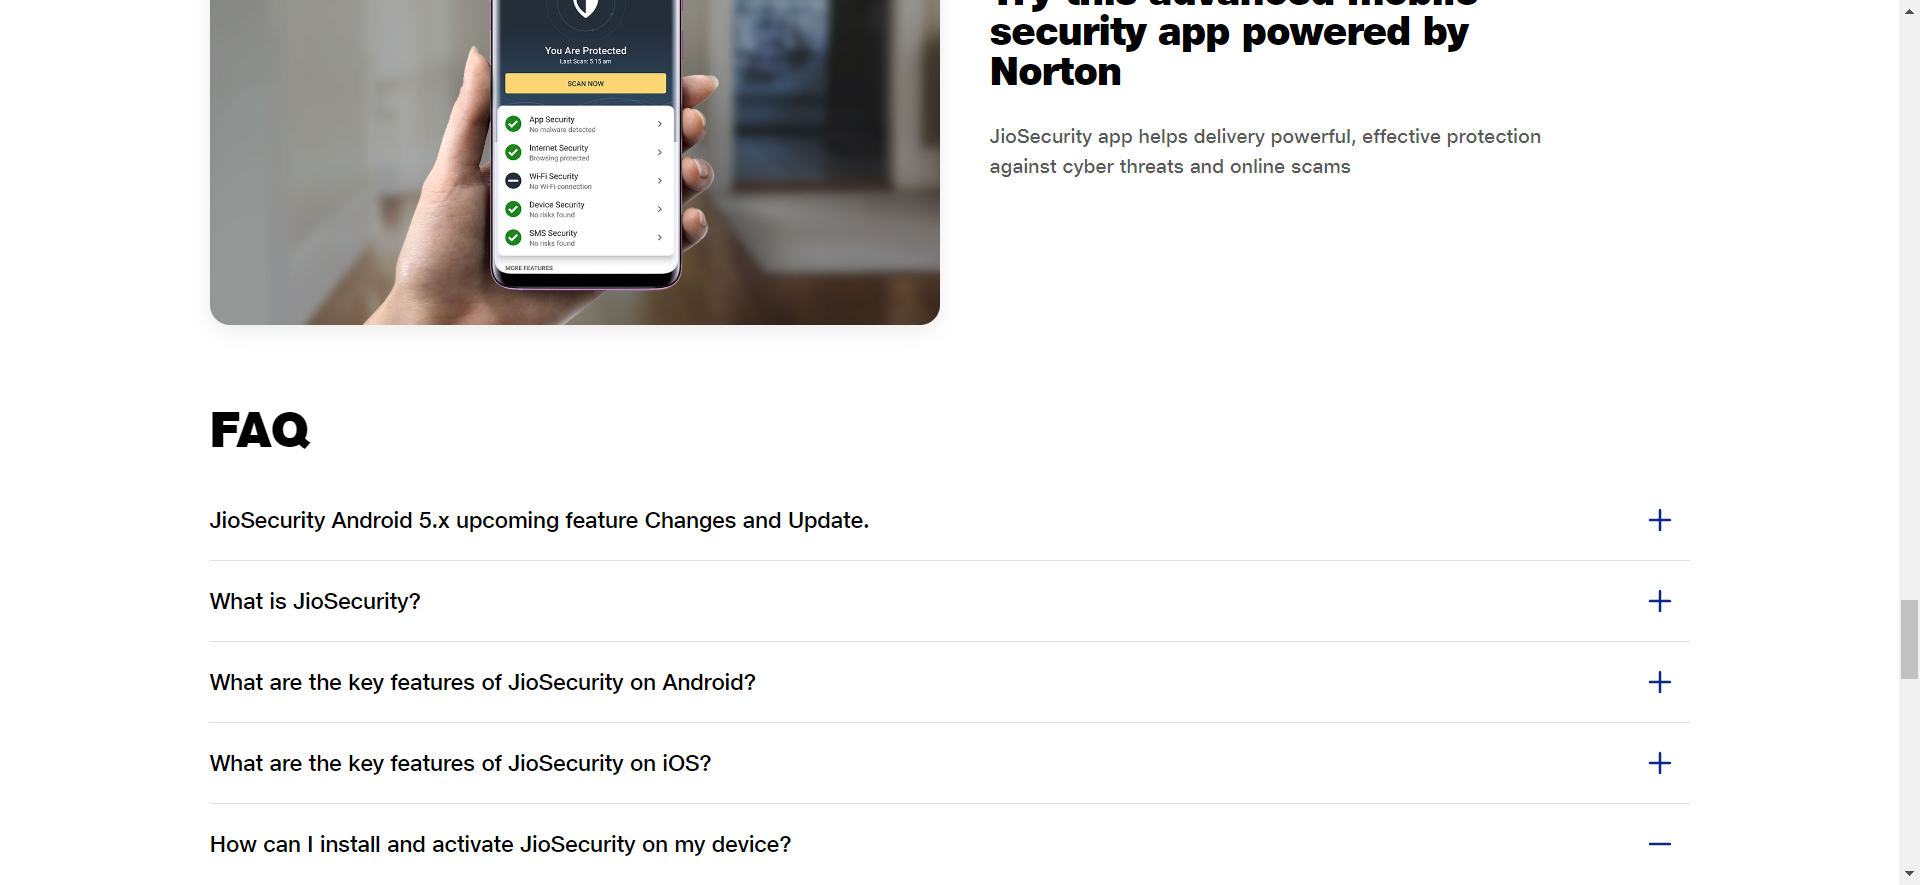 You Are Protected
Last Scan: 5:15 am
SCAN NOW
App Security
No malware detected
Internet Security
Browsing protected
Wi-Fi Security
No Wi-Fi connection
Device Security
No risks found
SMS Security
No risks found
MORE FEATURES
Try this advanced mobile
security app powered by
Norton
JioSecurity app helps delivery powerful, effective protection
against cyber threats and online scams
FAQ
JioSecurity Android 5.x upcoming feature Changes and Update.
What is JioSecurity?
What are the key features of JioSecurity on Android?
What are the key features of JioSecurity on iOS?
How can I install and activate JioSecurity on my device?